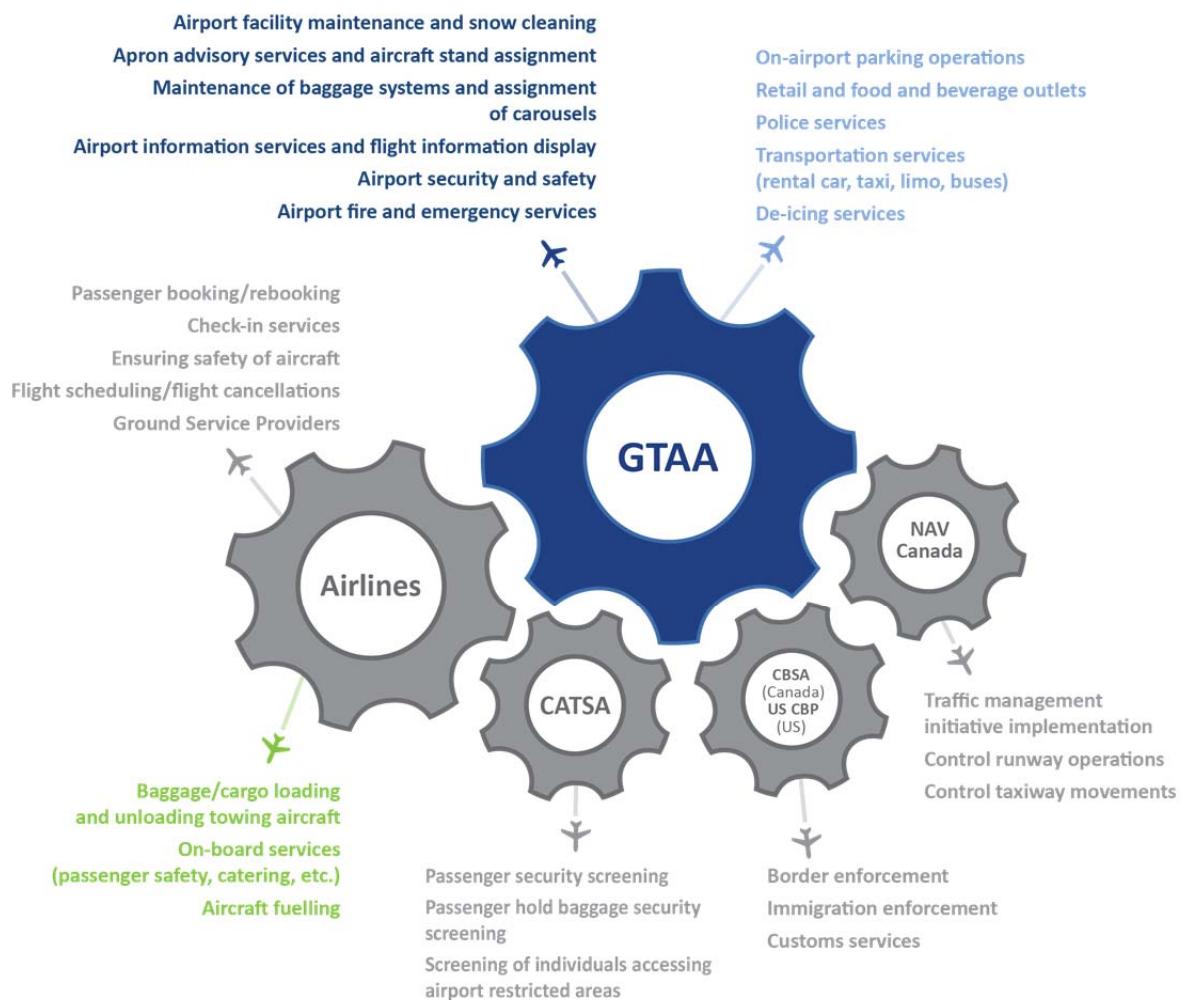 Airport facility maintenance and snow cleaning
Apron advisory services and aircraft stand assignment
Maintenance of baggage systems and assignment
of carousels
Airport information services and flight information display
Airport security and safety
Airport fire and emergency services
On-airport parking operations
Retail and food and beverage outlets
Police services
Transportation services
(rental car, taxi, limo, buses)
De-icing services
Passenger booking/rebooking
Check-in services
Ensuring safety of aircraft
Flight scheduling/flight cancellations
Ground Service Providers
GTAA
Airlines
CATSA
CBSA
(Canada)
US CBP
(US)
NAV
Canada
Baggage/cargo loading
and unloading towing aircraft
On-board services
(passenger safety, catering, etc.)
Aircraft fuelling
Passenger security screening
Passenger hold baggage security
screening
Screening of individuals accessing
airport restricted areas
Border enforcement
Immigration enforcement
Customs services
Traffic management
initiative implementation
Control runway operations
Control taxiway movements